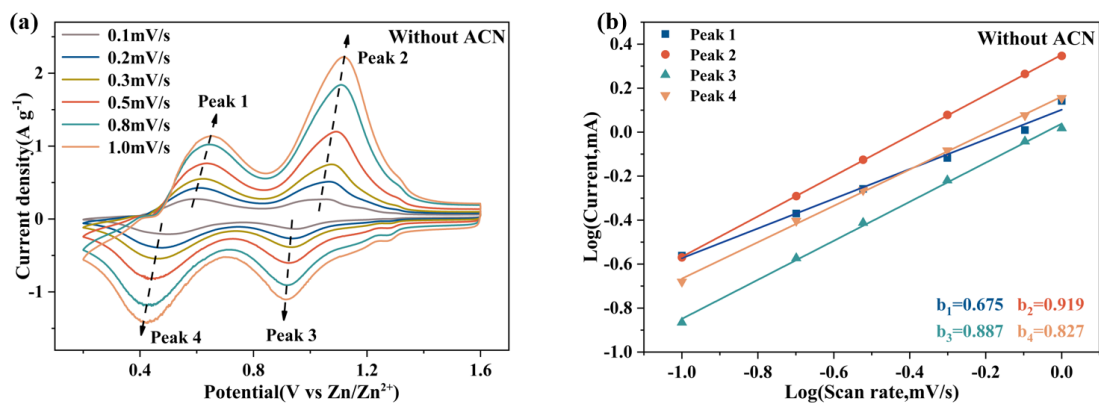 (a)
Without ACN
0.1mV/s
0.2mV/s
0.3mV/s
0.5mV/s
0.8mV/s
1.0mV/s
Peak 1
Peak 2
Peak 3
Peak 4
Current density(A g⁻¹)
2
1
0
-1
0.4
0.8
1.2
1.6
Potential(V vs Zn/Zn²⁺)
(b)
Without ACN
Peak 1
Peak 2
Peak 3
Peak 4
Log(Current,mA)
0.4
0.2
0.0
-0.2
-0.4
-0.6
-0.8
-1.0
b₁=0.675 b₂=0.919
b₃=0.887 b₄=0.827
-1.0
-0.8
-0.6
-0.4
-0.2
0.0
Log(Scan rate,mV/s)